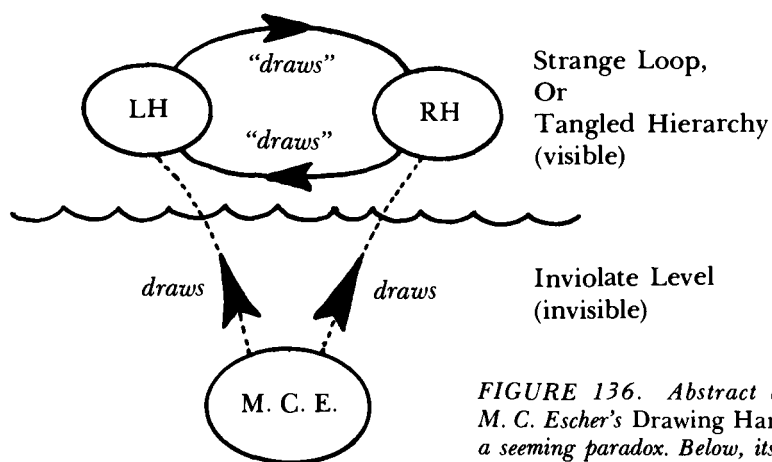 “draws”
LH
RH
“draws”
Strange Loop,
Or
Tangled Hierarchy
(visible)
draws
draws
Inviolate Level
(invisible)
M. C. E.
FIGURE 136. Abstract
M. C. Escher's Drawing
a seeming paradox. Below, its